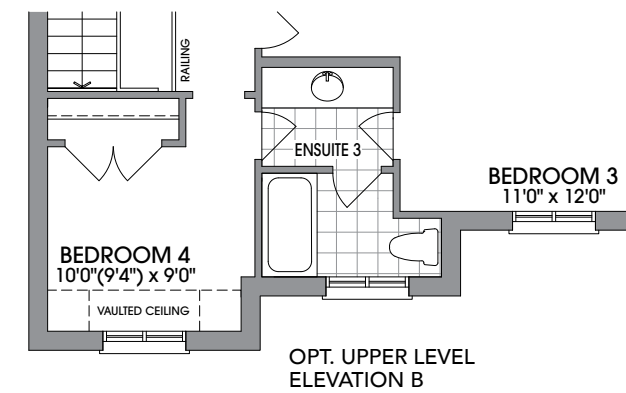 RAILING
ENSUITE 3
BEDROOM 3
11'0" x 12'0"
BEDROOM 4
10'0"(9'4") x 9'0"
VAULTED CEILING
OPT. UPPER LEVEL
ELEVATION B